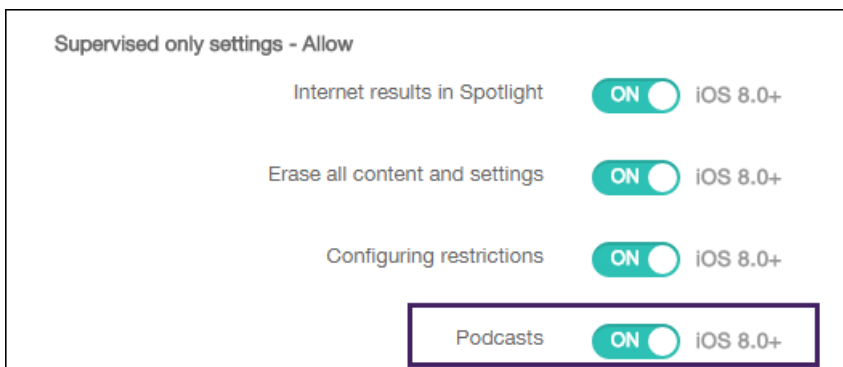 Supervised only settings - Allow
Internet results in Spotlight ON iOS 8.0+
Erase all content and settings ON iOS 8.0+
Configuring restrictions ON iOS 8.0+
Podcasts ON iOS 8.0+